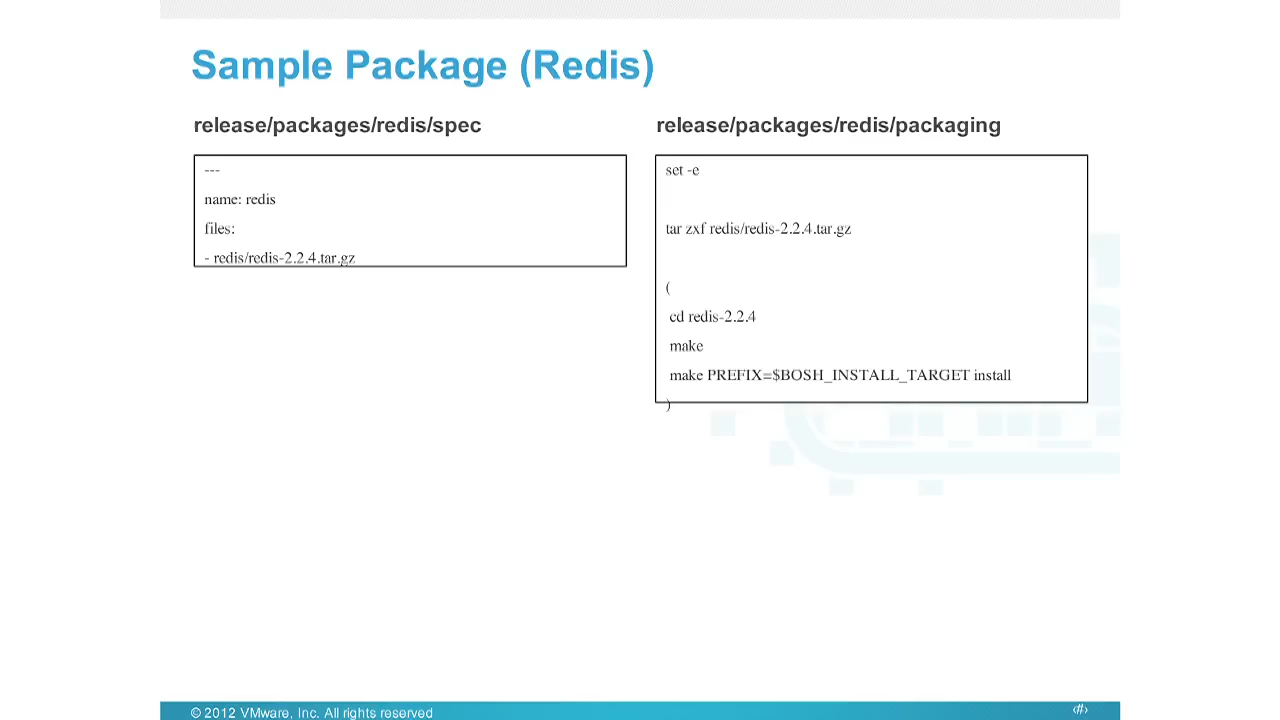 Sample Package (Redis)
release/packages/redis/spec
---
name: redis
files:
- redis/redis-2.2.4.tar.gz
release/packages/redis/packaging
set -e
tar zxf redis/redis-2.2.4.tar.gz
(
cd redis-2.2.4
make
make PREFIX=$BOSH_INSTALL_TARGET install
)
© 2012 VMware, Inc. All rights reserved
‹#›